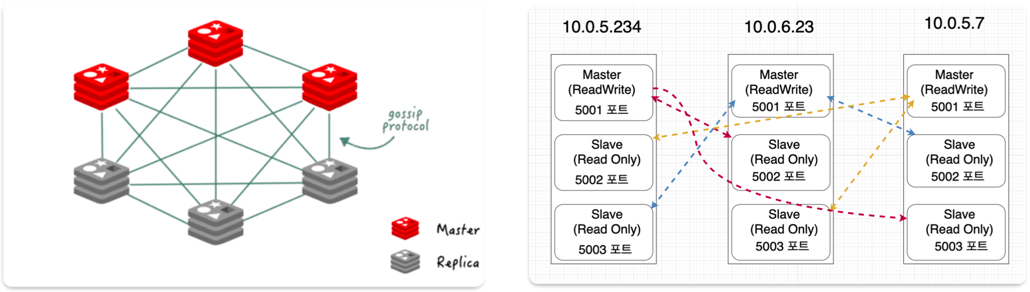 gossip
protocol
Master
Replica
10.0.5.234
10.0.6.23
10.0.5.7
Master
(ReadWrite)
5001 포트
Slave
(Read Only)
5002 포트
Slave
(Read Only)
5003 포트
Master
(ReadWrite)
5001 포트
Slave
(Read Only)
5002 포트
Slave
(Read Only)
5003 포트
Master
(ReadWrite)
5001 포트
Slave
(Read Only)
5002 포트
Slave
(Read Only)
5003 포트